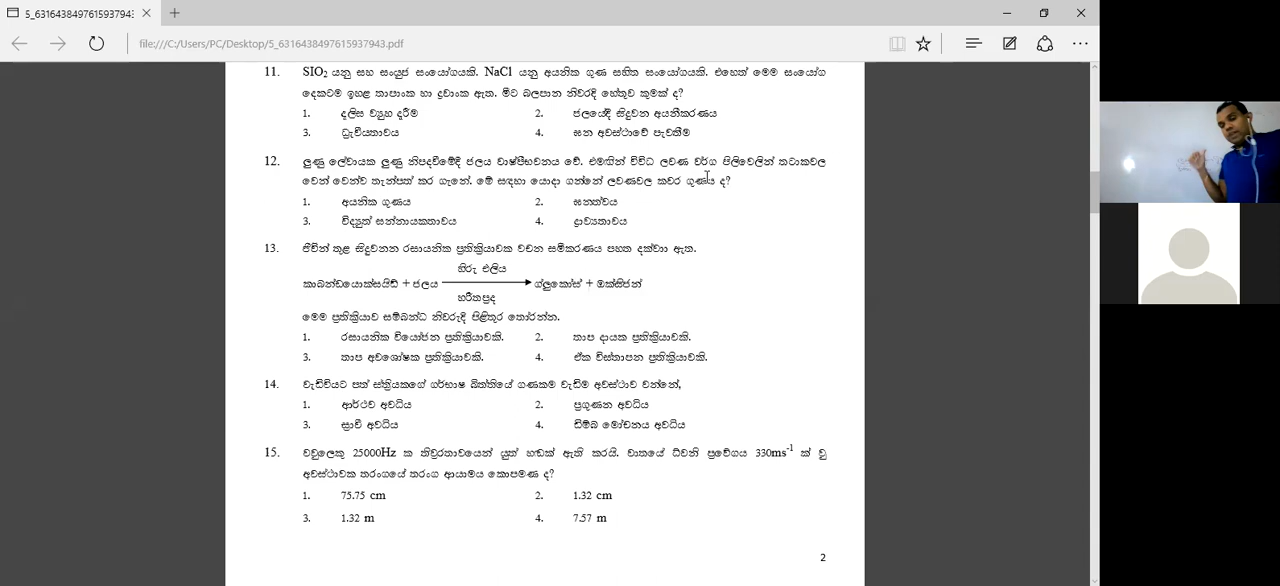 5_6316438497615937943
file:///C:/Users/PC/Desktop/5_6316438497615937943.pdf
11. SIO₂ යනු සහ සංයුජ සංයෝගයකි. NaCl යනු අයනික ගුණ සහිත සංයෝගයකි. එහෙත් මෙම සංයෝග
දෙකටම ඉහළ තාපාංක හා ද්‍රවාංක ඇත. මීට බලපාන නිවරදි හේතුව කුමක් ද?
1. දැලිස ව්‍යුහ දැරීම 2. ජලයේදී සිදුවන අයනීකරණය
3. ධ්‍රැවීයතාවය 4. ඝන අවස්ථාවේ පැවතීම
12. ලුණු ලේවායක ලුණු නිපදවීමේදී ජලය වාෂ්පීභවනය වේ. එමඟින් විවිධ ලවණ වර්ග පිලිවෙලින් තටාකවල
වෙන් වෙන්ව තැන්පත් කර ගැනේ. මේ සඳහා යොදා ගන්නේ ලවණවල කවර ගුණය ද?
1. අයනික ගුණය 2. ඝනත්වය
3. විද්‍යුත් සන්නායකතාවය 4. ද්‍රාව්‍යතාවය
13. ජීවීන් තුළ සිදුවනන රසායනික ප්‍රතික්‍රියාවක වචන සමීකරණය පහත දක්වාා ඇත.
හිරු එලිය
කාබන්ඩයොක්සයිඩ් + ජලය ග්ලුකෝස් + ඔක්සිජන්
හරිතප්‍රද
මෙම ප්‍රතික්‍රියාව සම්බන්ධ නිවරුදි පිළිතුර තෝරන්න.
1. රසායනික වියෝජන ප්‍රතික්‍රියාවකි. 2. තාප දායක ප්‍රතික්‍රියාවකි.
3. තාප අවශෝෂක ප්‍රතික්‍රියාවකි. 4. ඒක විස්තාපන ප්‍රතික්‍රියාවකි.
14. වැඩිවියට පත් ස්ත්‍රියකගේ ගර්භාෂ බිත්තියේ ගණකම වැඩිම අවස්ථාව වන්නේ,
1. ආර්ථව අවධිය 2. ප්‍රගුණන අවධිය
3. ස්‍රාවී අවධිය 4. ඩිම්බ මෝචනය අවධිය
15. වවුලෙකු 25000Hz ක තිව්‍රතාවයෙන් යුත් හඬක් ඇති කරයි. වාතයේ ධ්වනි ප්‍රවේගය 330ms⁻¹ ක් වු
අවස්ථාවක තරංගයේ තරංග ආයාමය කොපමණ ද?
1. 75.75 cm 2. 1.32 cm
3. 1.32 m 4. 7.57 m
2